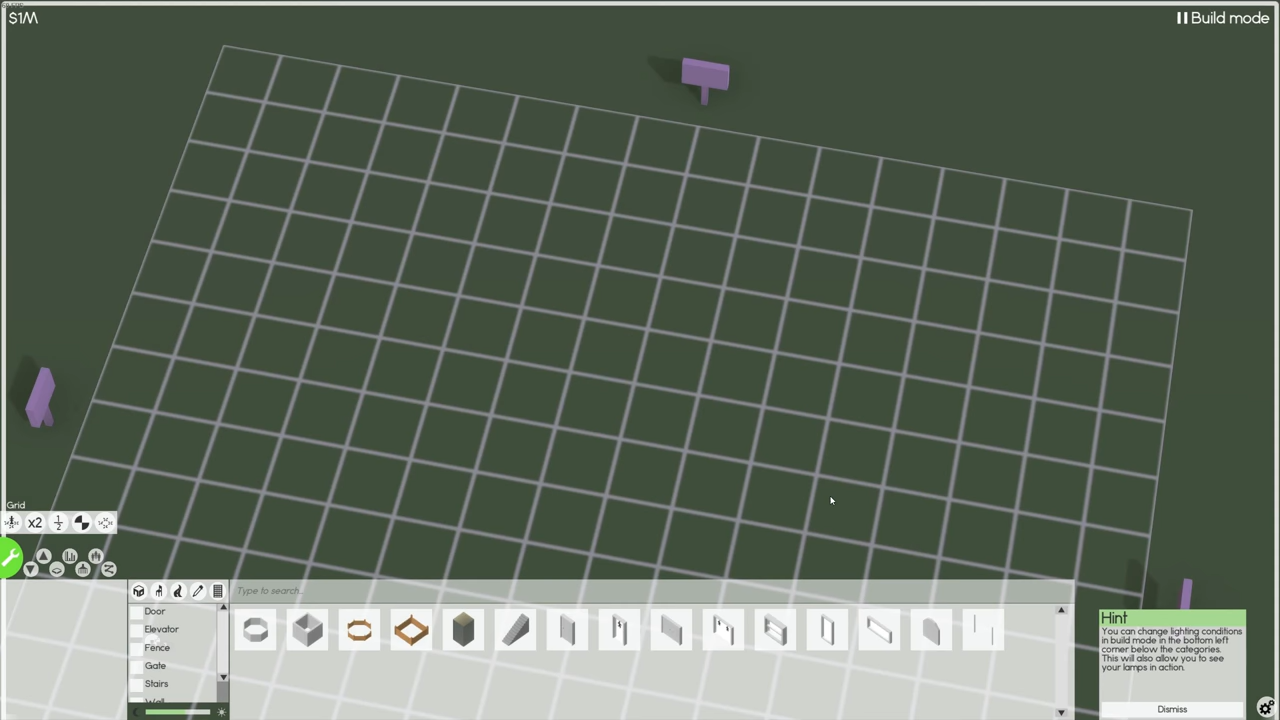 $1M
Build mode
Grid
x2
1/2
Type to search...
Door
Elevator
Fence
Gate
Stairs
Wall
Hint
You can change lighting conditions
in build mode in the bottom left
corner below the categories.
This will also allow you to see
your lamps in action.
Dismiss